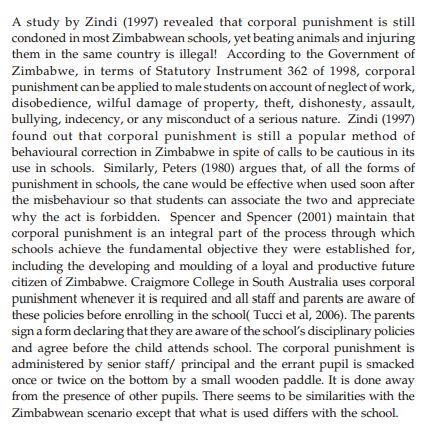 A study by Zindi (1997) revealed that corporal punishment is still
condoned in most Zimbabwean schools, yet beating animals and injuring
them in the same country is illegal! According to the Government of
Zimbabwe, in terms of Statutory Instrument 362 of 1998, corporal
punishment can be applied to male students on account of neglect of work,
disobedience, wilful damage of property, theft, dishonesty, assault,
bullying, indecency, or any misconduct of a serious nature. Zindi (1997)
found out that corporal punishment is still a popular method of
behavioural correction in Zimbabwe in spite of calls to be cautious in its
use in schools. Similarly, Peters (1980) argues that, of all the forms of
punishment in schools, the cane would be effective when used soon after
the misbehaviour so that students can associate the two and appreciate
why the act is forbidden. Spencer and Spencer (2001) maintain that
corporal punishment is an integral part of the process through which
schools achieve the fundamental objective they were established for,
including the developing and moulding of a loyal and productive future
citizen of Zimbabwe. Craigmore College in South Australia uses corporal
punishment whenever it is required and all staff and parents are aware of
these policies before enrolling in the school( Tucci et al, 2006). The parents
sign a form declaring that they are aware of the school's disciplinary policies
and agree before the child attends school. The corporal punishment is
administered by senior staff/ principal and the errant pupil is smacked
once or twice on the bottom by a small wooden paddle. It is done away
from the presence of other pupils. There seems to be similarities with the
Zimbabwean scenario except that what is used differs with the school.